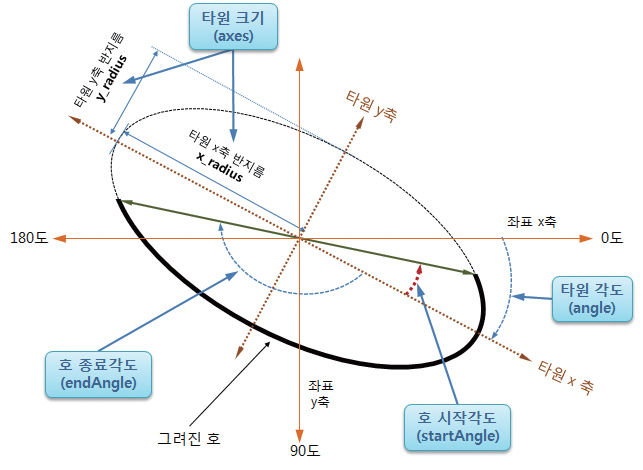 타원 크기
(axes)
타원 y축 반지름
y_radius
타원 y축
타원 x축 반지름
x_radius
좌표 x축
180도
0도
타원 각도
(angle)
호 종료각도
(endAngle)
좌표
y축
타원 x 축
호 시작각도
(startAngle)
그려진 호
90도